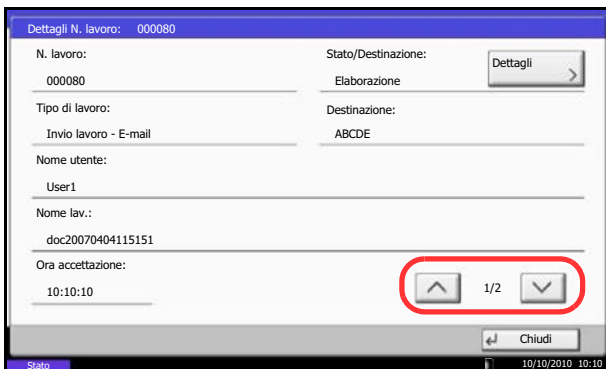 Dettagli N. lavoro: 000080
N. lavoro:
000080
Stato/Destinazione:
Elaborazione
Dettagli
Tipo di lavoro:
Invio lavoro - E-mail
Destinazione:
ABCDE
Nome utente:
User1
Nome lav.:
doc20070404115151
Ora accettazione:
10:10:10
1/2
Chiudi
Stato
10/10/2010 10:10